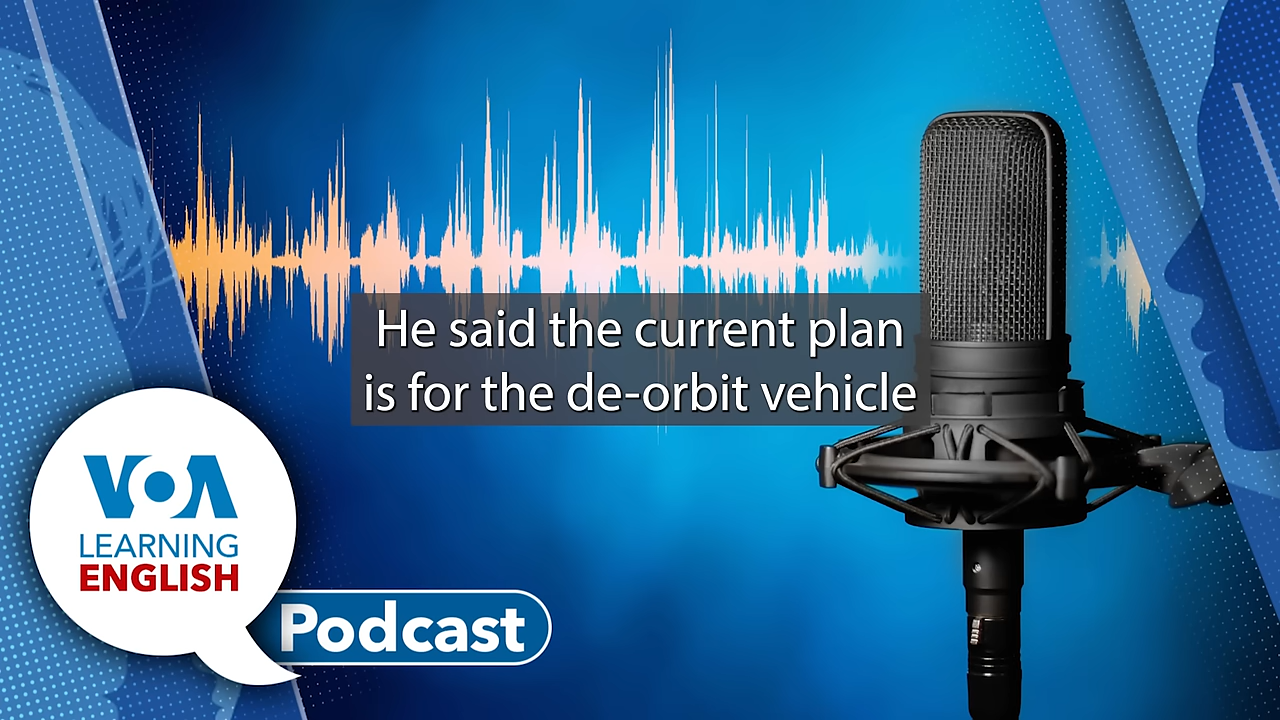 He said the current plan
is for the de-orbit vehicle
VOA
LEARNING
ENGLISH
Podcast